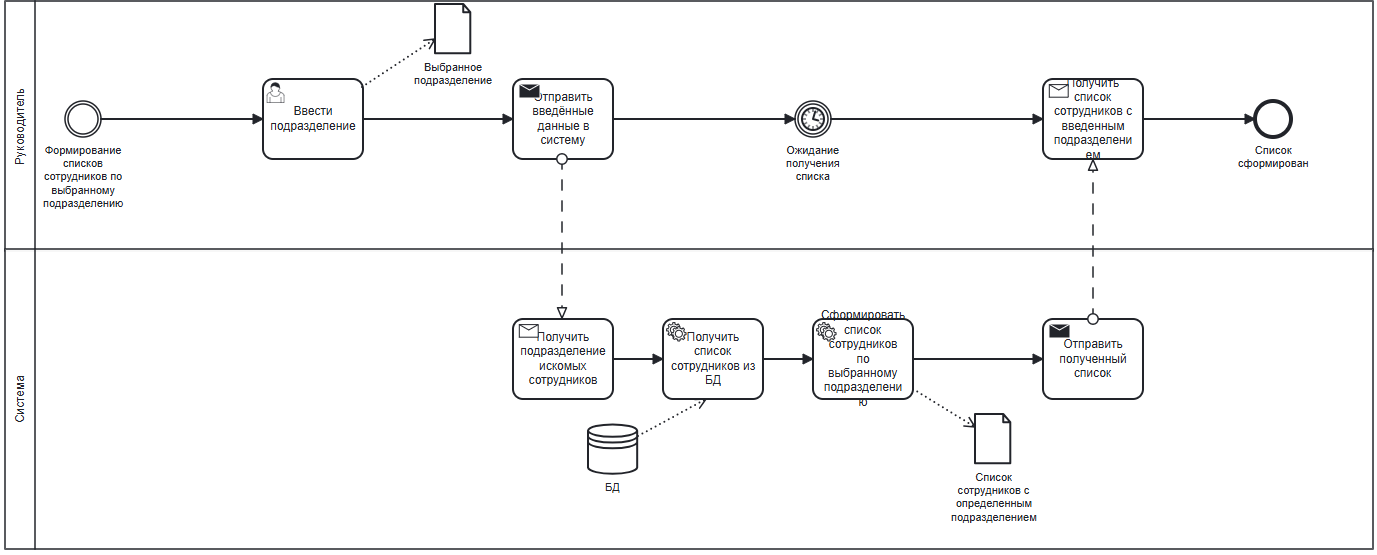 Руководитель
Формирование
списков
сотрудников по
выбранному
подразделению
Ввести
подразделение
Выбранное
подразделение
Отправить
введённые
данные в
систему
Ожидание
получения
списка
Получить
список
сотрудников с
введенным
подразделени
ем
Список
сформирован
Система
Получить
подразделение
искомых
сотрудников
Получить
список
сотрудников из
БД
БД
Сформировать
список
сотрудников
по
выбранному
подразделени
ю
Список
сотрудников с
определенным
подразделением
Отправить
полученный
список